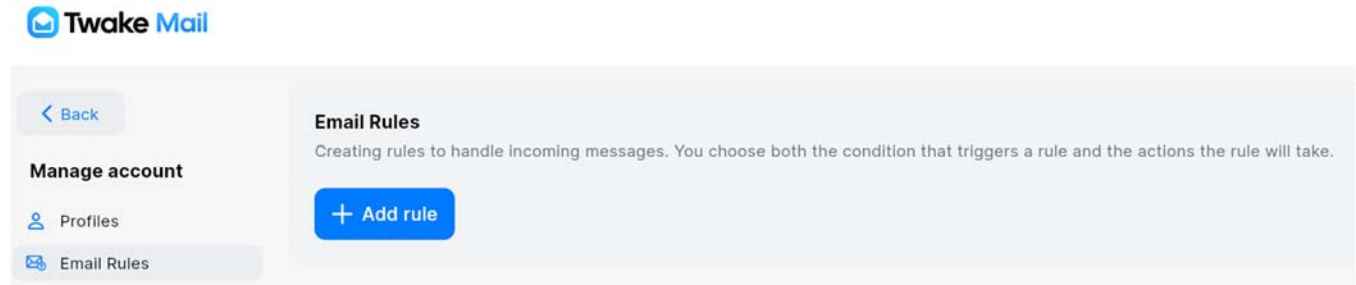 Twake Mail
Back
Manage account
Profiles
Email Rules
Email Rules
Creating rules to handle incoming messages. You choose both the condition that triggers a rule and the actions the rule will take.
Add rule